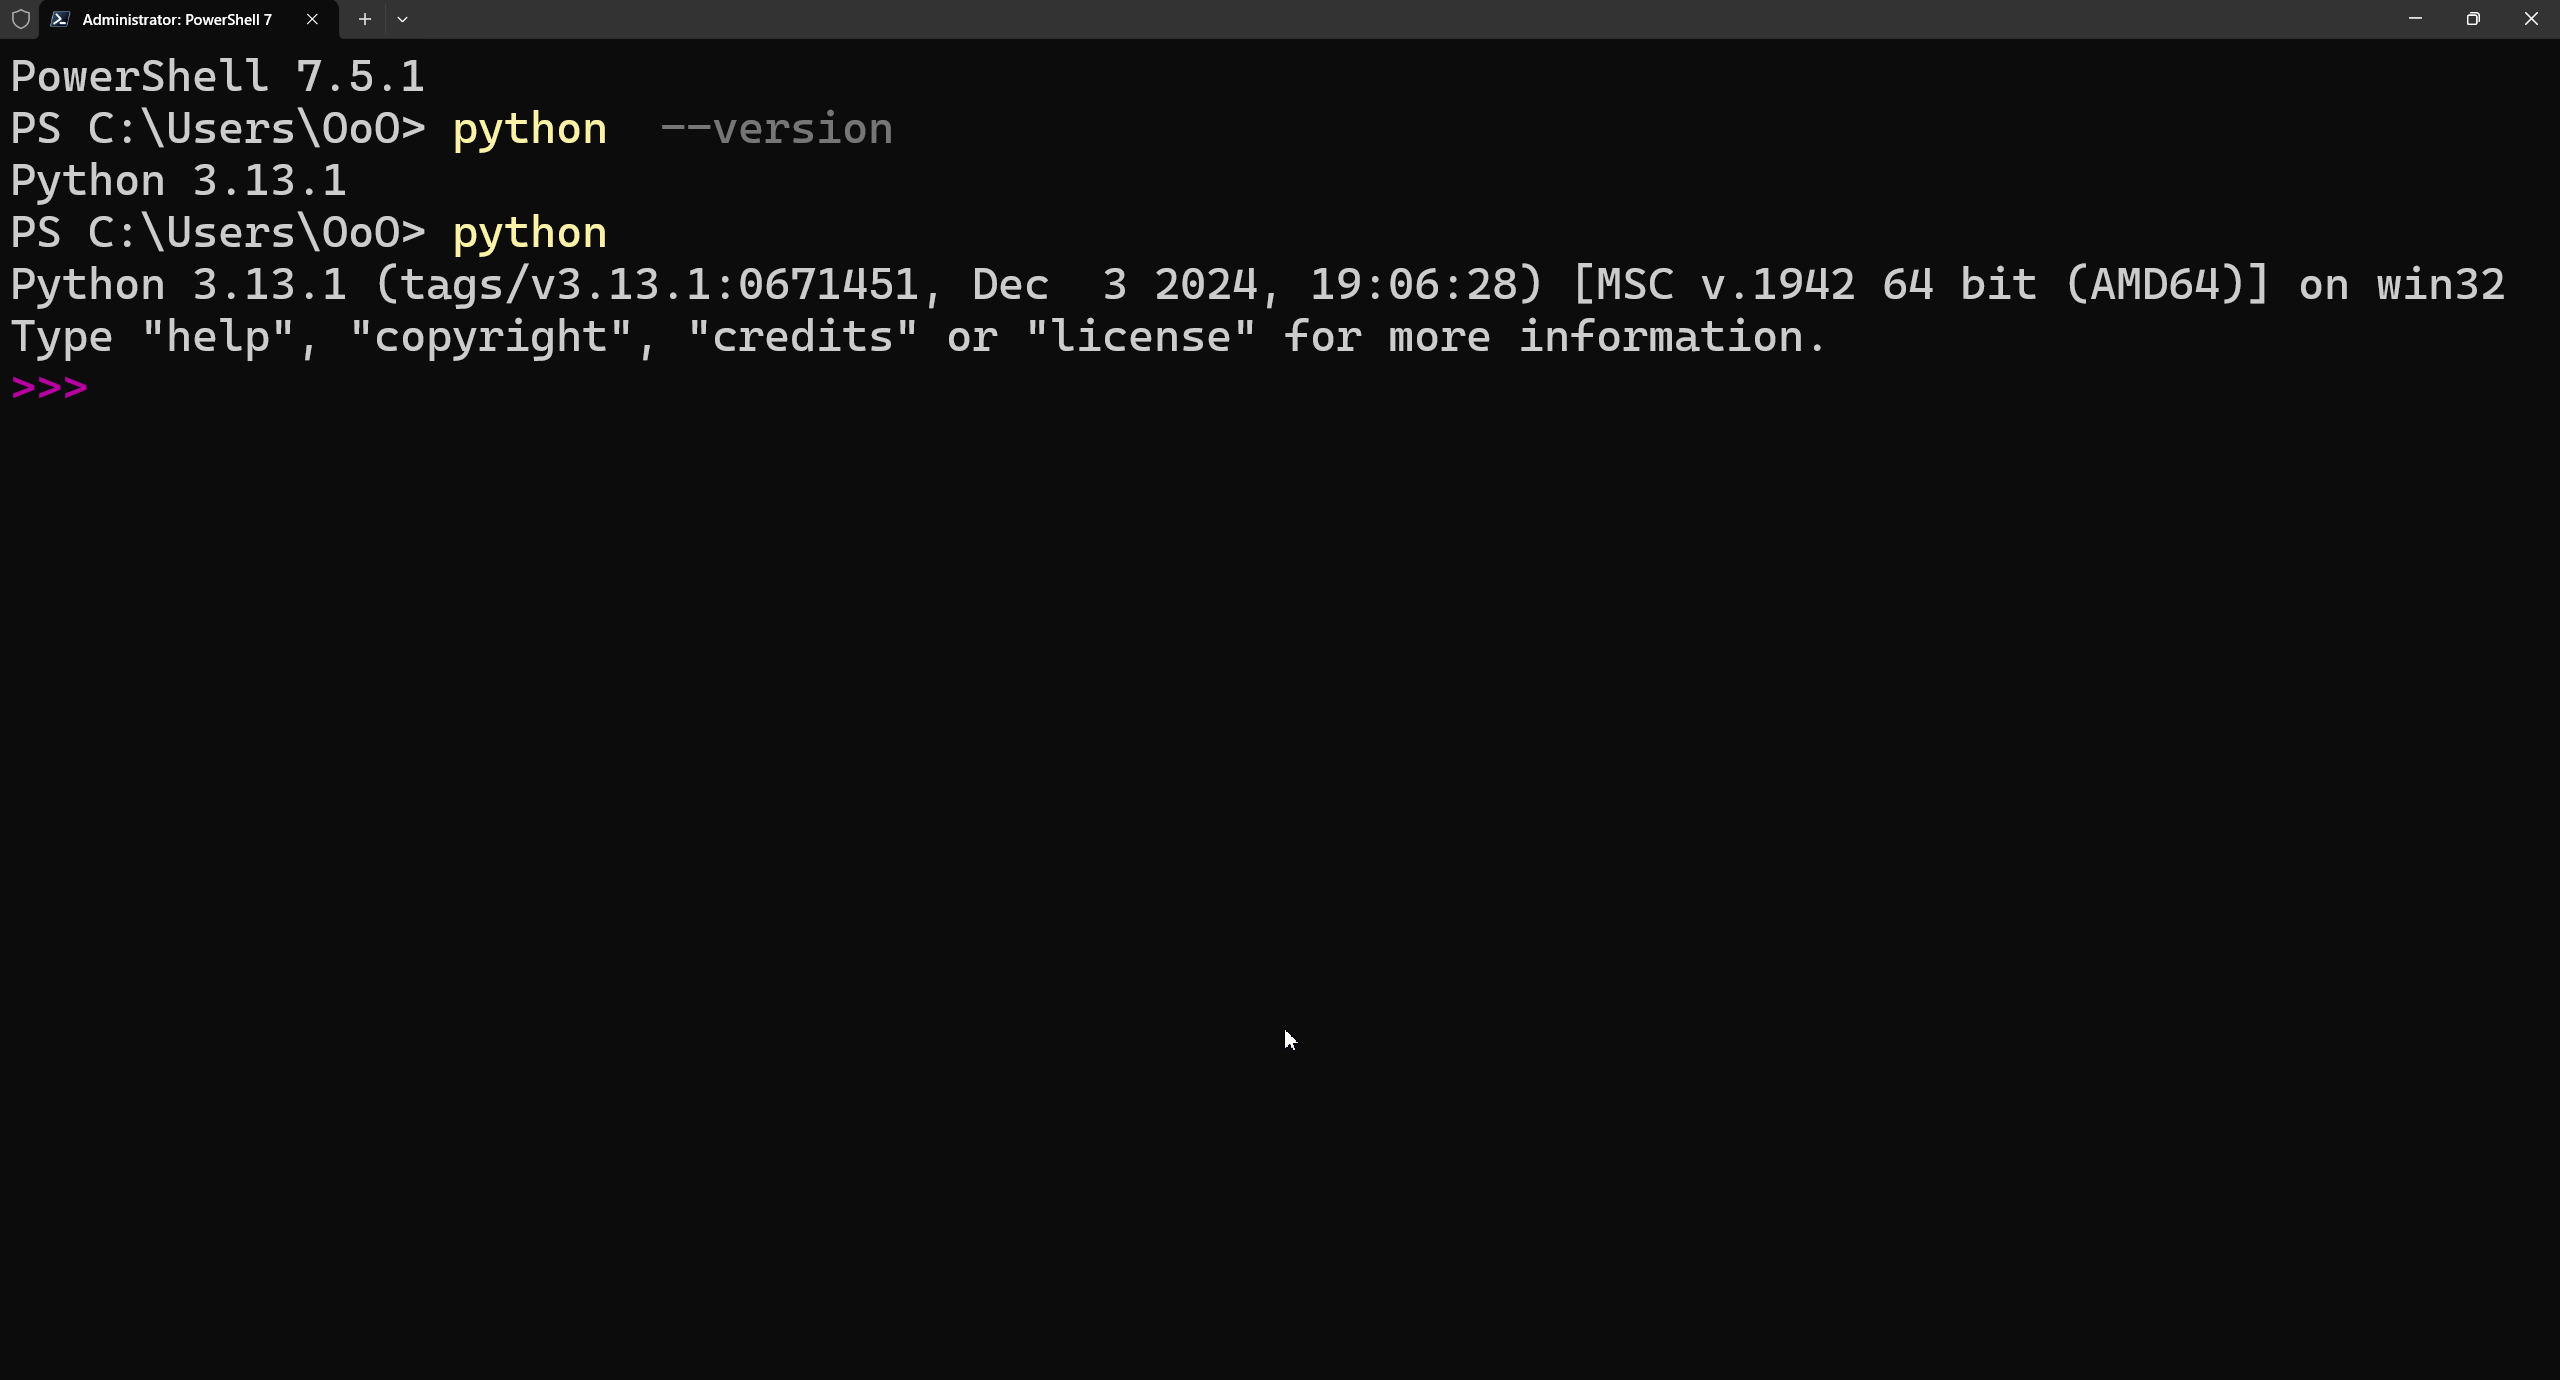 Administrator: PowerShell 7
PowerShell 7.5.1
PS C:\Users\OoO> python  --version
Python 3.13.1
PS C:\Users\OoO> python
Python 3.13.1 (tags/v3.13.1:0671451, Dec  3 2024, 19:06:28) [MSC v.1942 64 bit (AMD64)] on win32
Type "help", "copyright", "credits" or "license" for more information.
>>>